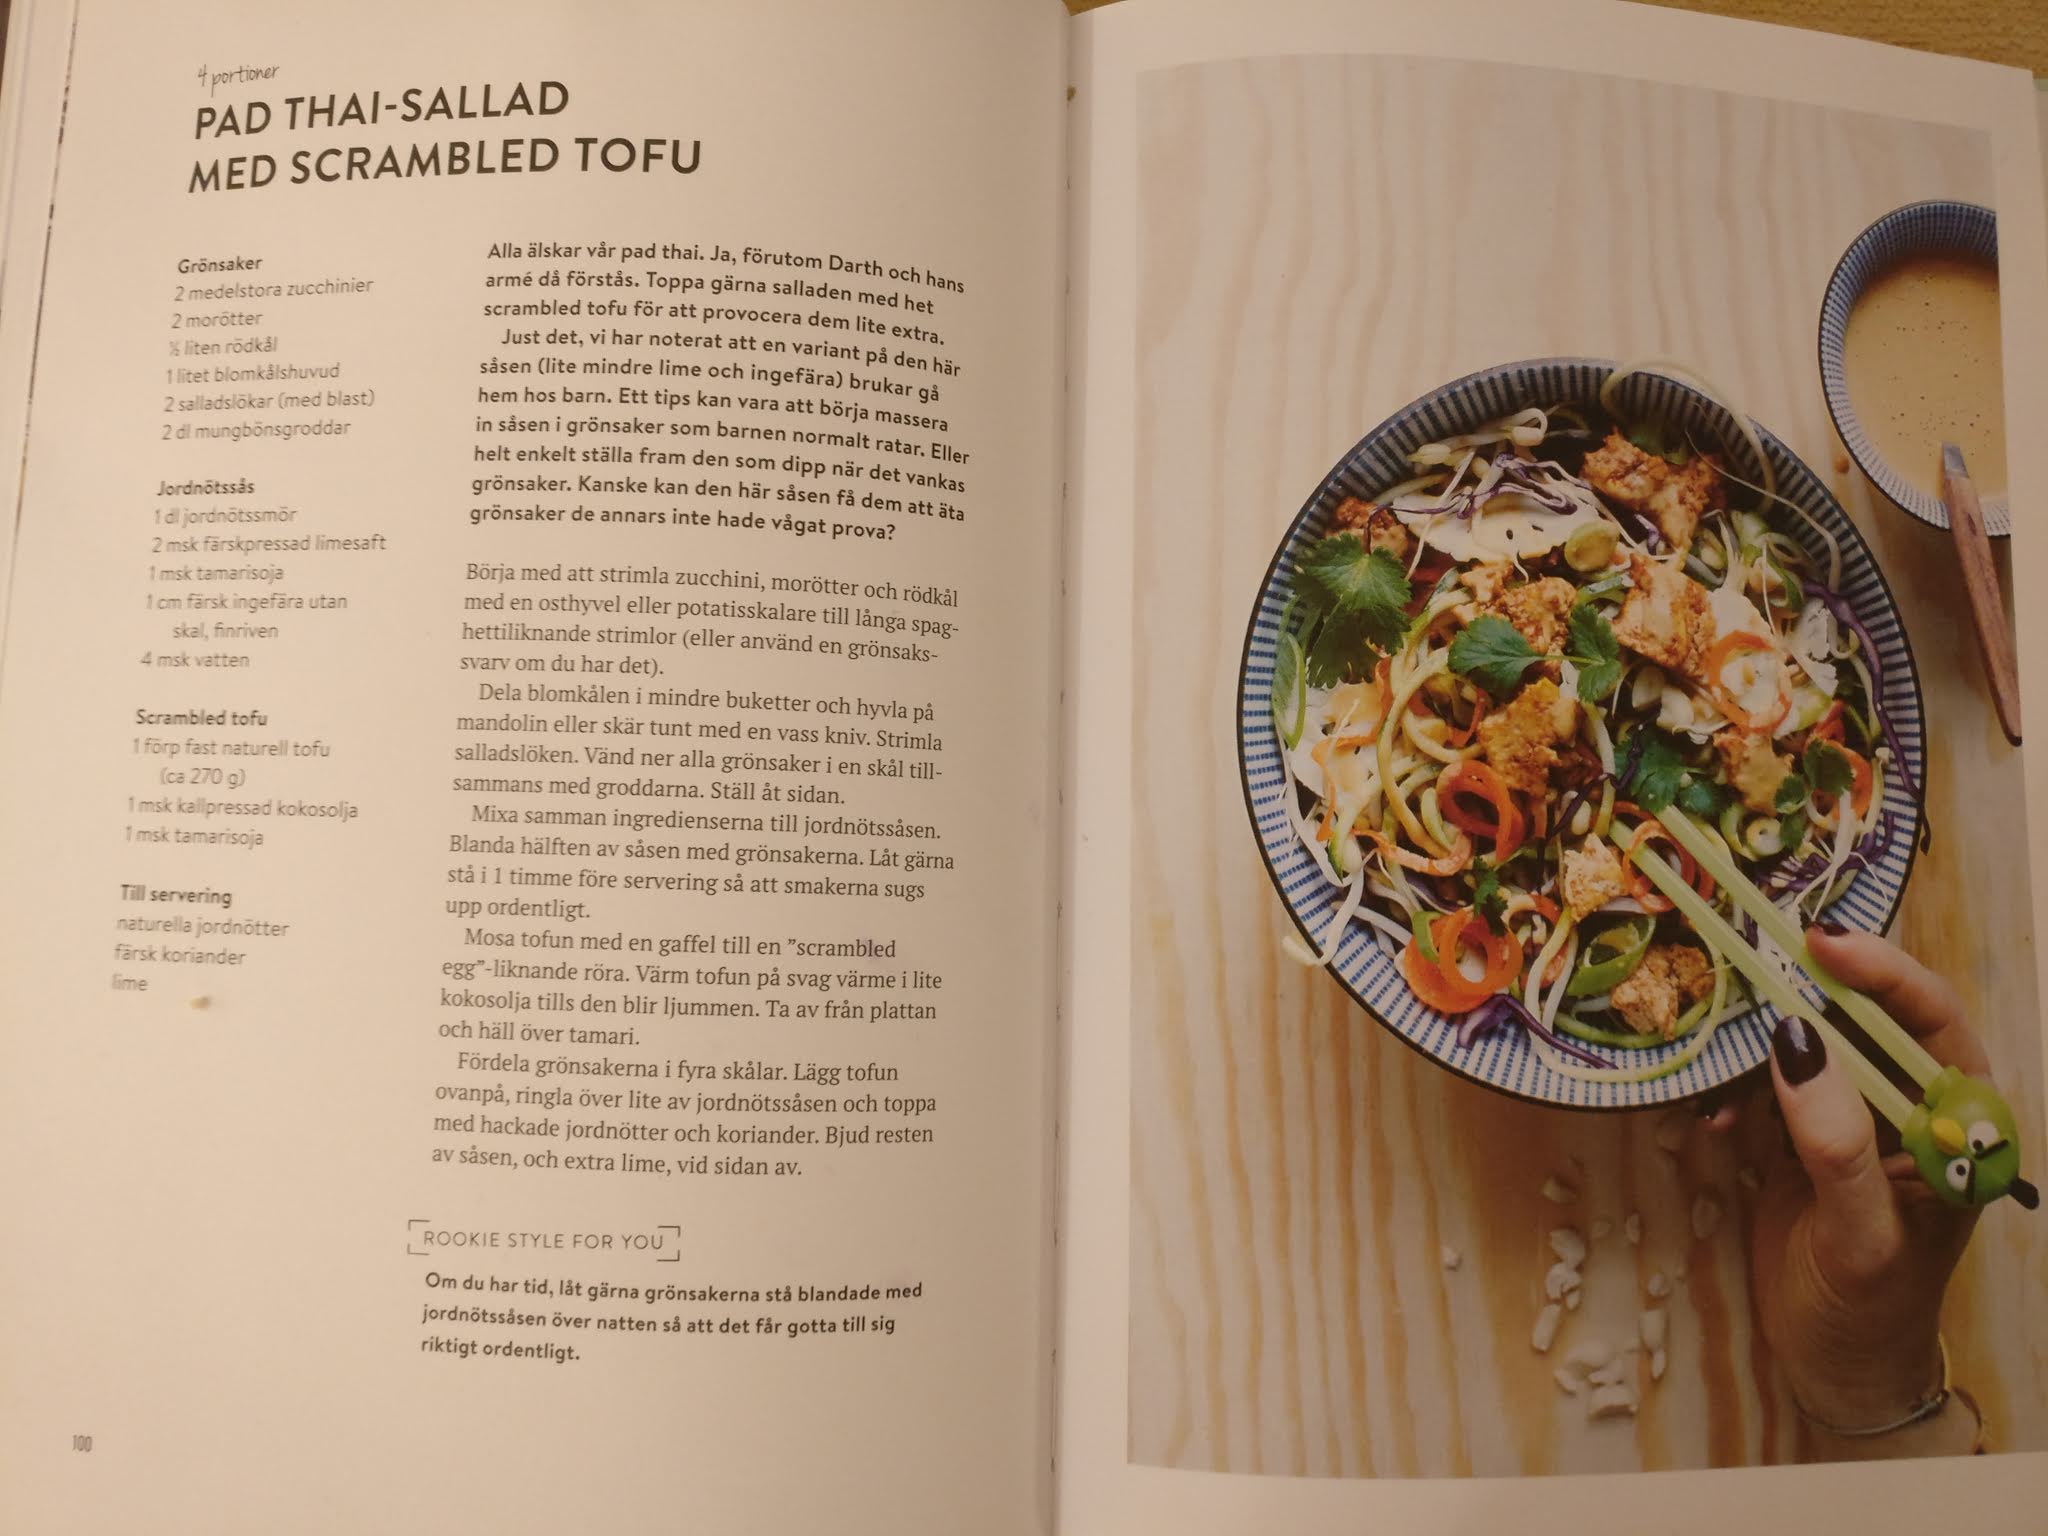 4 portioner
PAD THAI-SALLAD
MED SCRAMBLED TOFU
Grönsaker
2 medelstora zucchinier
2 morötter
½ liten rödkål
1 litet blomkålshuvud
2 salladslökar (med blast)
2 dl mungbönsgroddar
Jordnötssås
1 dl jordnötssmör
2 msk färskpressad limesaft
1 msk tamarisoja
1 cm färsk ingefära utan
skal, finriven
4 msk vatten
Scrambled tofu
1 förp fast naturell tofu
(ca 270 g)
1 msk kallpressad kokosolja
1 msk tamarisoja
Till servering
naturella jordnötter
färsk koriander
lime
Alla älskar vår pad thai. Ja, förutom Darth och hans
armé då förstås. Toppa gärna salladen med het
scrambled tofu för att provocera dem lite extra.
Just det, vi har noterat att en variant på den här
såsen (lite mindre lime och ingefära) brukar gå
hem hos barn. Ett tips kan vara att börja massera
in såsen i grönsaker som barnen normalt ratar. Eller
helt enkelt ställa fram den som dipp när det vankas
grönsaker. Kanske kan den här såsen få dem att äta
grönsaker de annars inte hade vågat prova?
Börja med att strimla zucchini, morötter och rödkål
med en osthyvel eller potatisskalare till långa spag-
hettiliknande strimlor (eller använd en grönsaks-
svarv om du har det).
Dela blomkålen i mindre buketter och hyvla på
mandolin eller skär tunt med en vass kniv. Strimla
salladslöken. Vänd ner alla grönsaker i en skål till-
sammans med groddarna. Ställ åt sidan.
Mixa samman ingredienserna till jordnötssåsen.
Blanda hälften av såsen med grönsakerna. Låt gärna
stå i 1 timme före servering så att smakerna sugs
upp ordentligt.
Mosa tofun med en gaffel till en ”scrambled
egg”-liknande röra. Värm tofun på svag värme i lite
kokosolja tills den blir ljummen. Ta av från plattan
och häll över tamari.
Fördela grönsakerna i fyra skålar. Lägg tofun
ovanpå, ringla över lite av jordnötssåsen och toppa
med hackade jordnötter och koriander. Bjud resten
av såsen, och extra lime, vid sidan av.
ROOKIE STYLE FOR YOU
Om du har tid, låt gärna grönsakerna stå blandade med
jordnötssåsen över natten så att det får gotta till sig
riktigt ordentligt.
100